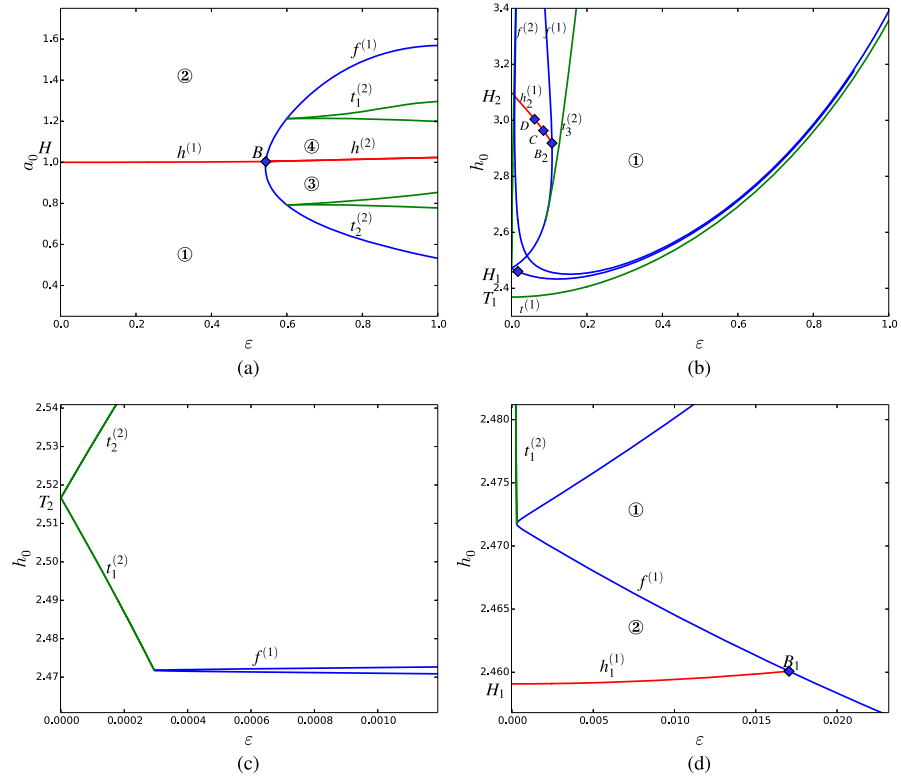 1.6
1.4
1.2
1.0
0.8
0.6
0.4
a₀
H
②
①
③
④
h⁽¹⁾
B
h⁽²⁾
f⁽¹⁾
t₁⁽²⁾
t₂⁽²⁾
0.0 0.2 0.4 0.6 0.8 1.0
ε
(a)
3.4
3.2
3.0
2.8
2.6
2.4
h₀
H₂
H₁
T₁
f⁽²⁾
f⁽¹⁾
h₂⁽¹⁾
D
C
B₂
t₃⁽²⁾
①
t⁽¹⁾
0.0 0.2 0.4 0.6 0.8 1.0
ε
(b)
2.54
2.53
2.52
2.51
2.50
2.49
2.48
2.47
h₀
T₂
t₂⁽²⁾
t₁⁽²⁾
f⁽¹⁾
0.0000 0.0002 0.0004 0.0006 0.0008 0.0010
ε
(c)
2.480
2.475
2.470
2.465
2.460
h₀
H₁
t₁⁽²⁾
①
f⁽¹⁾
②
h₁⁽¹⁾
B₁
0.000 0.005 0.010 0.015 0.020
ε
(d)